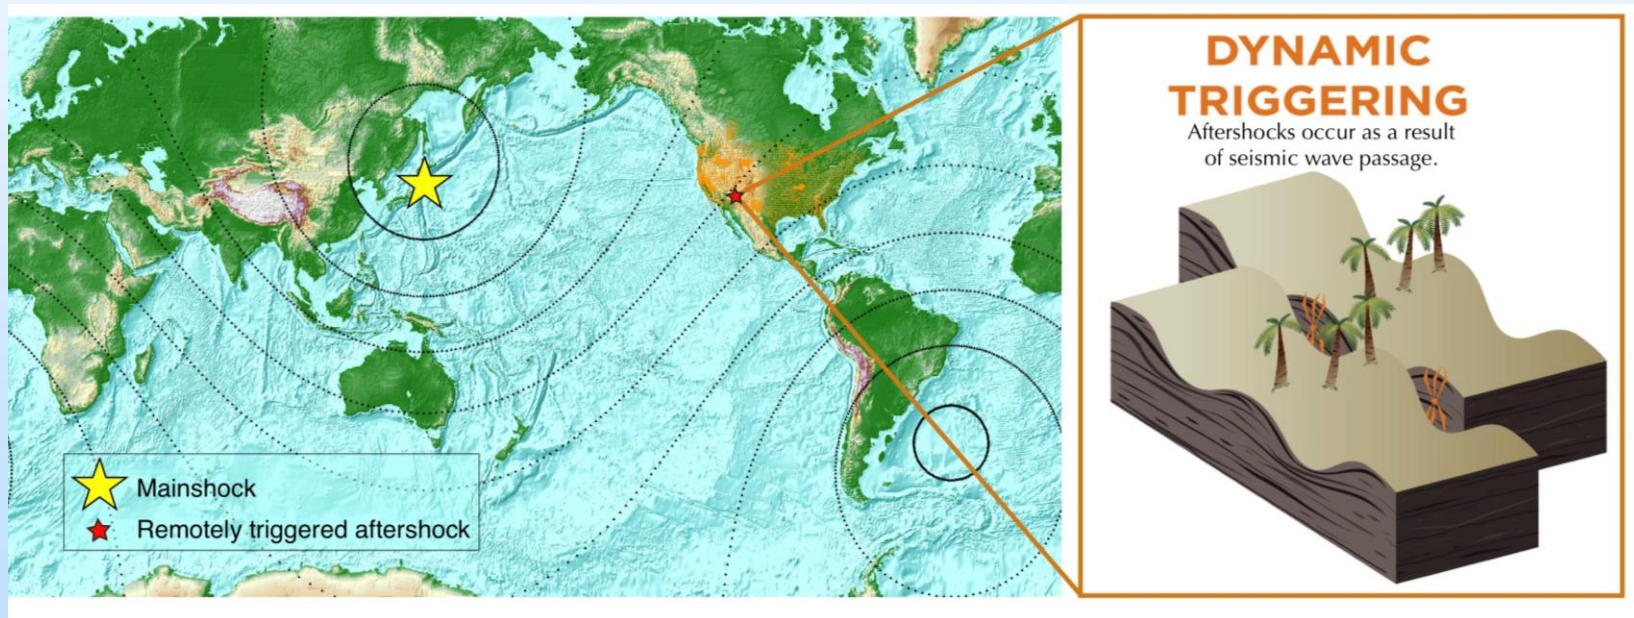 DYNAMIC
TRIGGERING
Aftershocks occur as a result
of seismic wave passage.
Mainshock
Remotely triggered aftershock